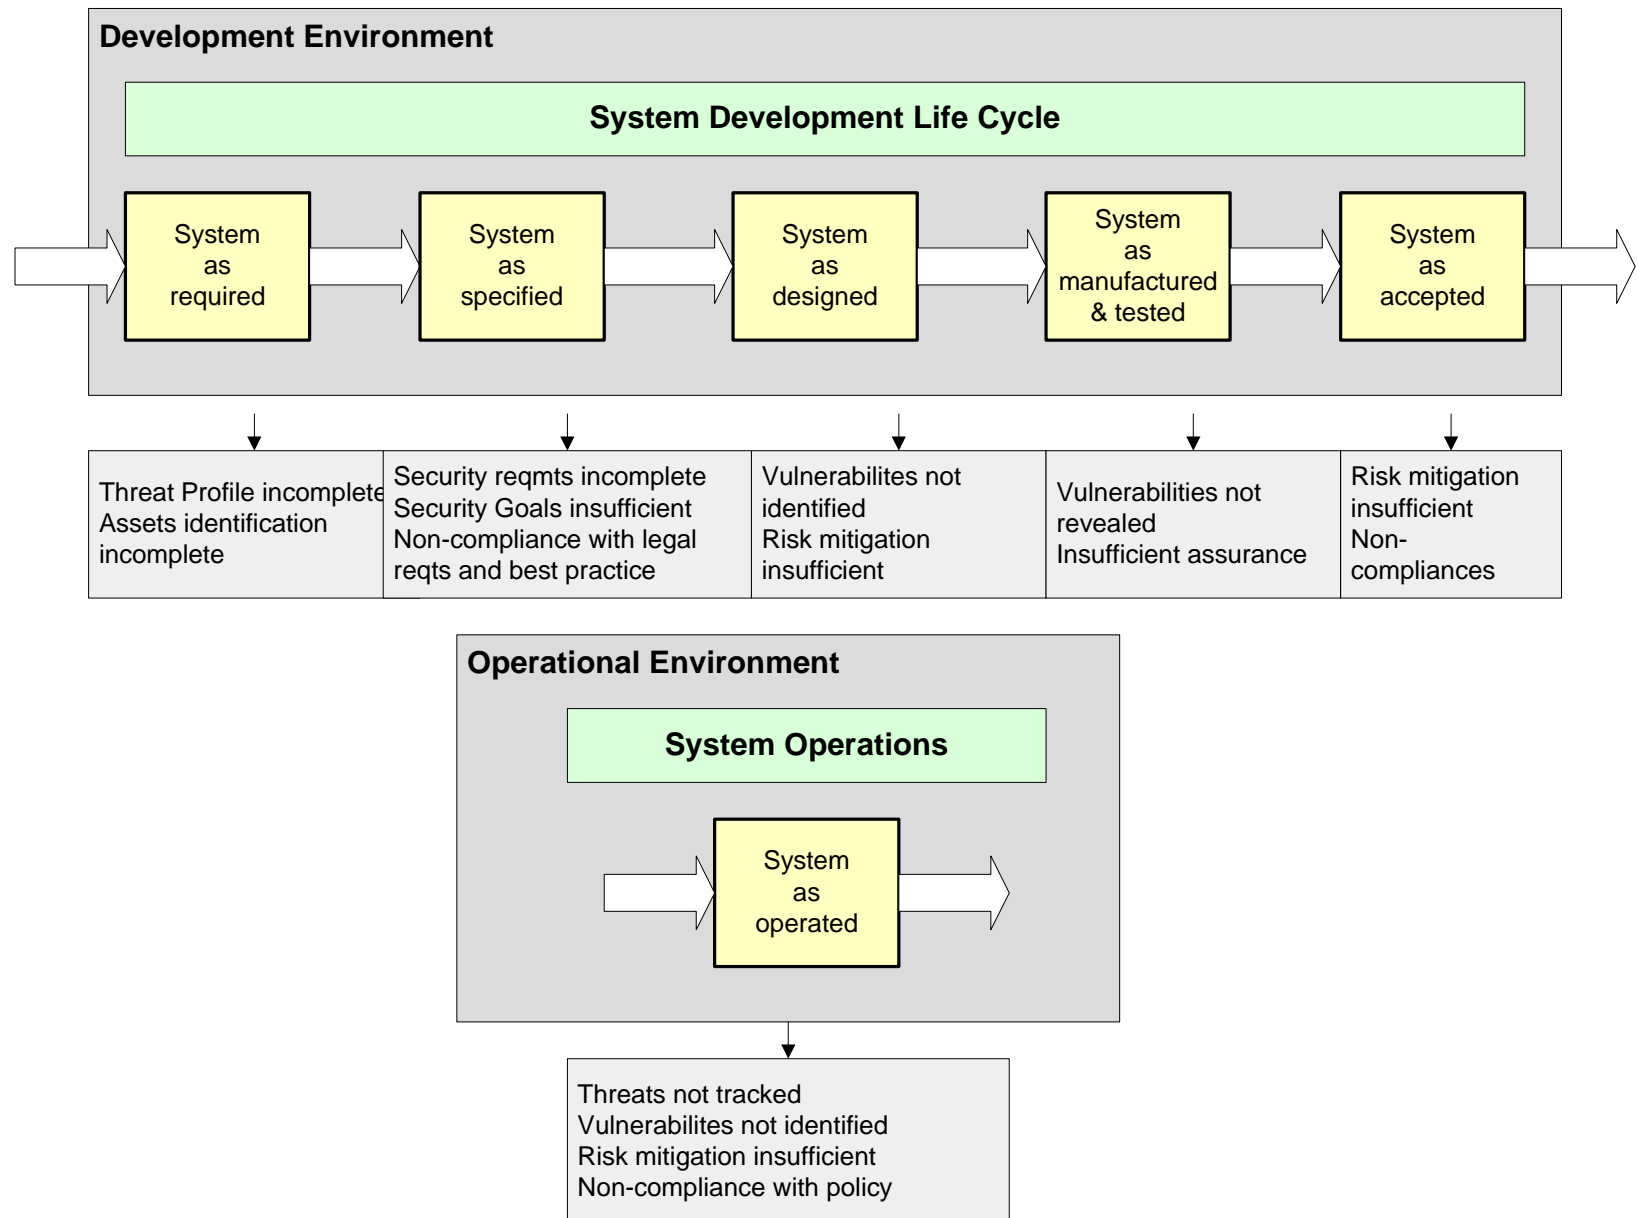 Development Environment
System Development Life Cycle
System
as
required
System
as
specified
System
as
designed
System
as
manufactured
& tested
System
as
accepted
Threat Profile incomplete
Assets identification
incomplete
Security reqmts incomplete
Security Goals insufficient
Non-compliance with legal
reqts and best practice
Vulnerabilites not
identified
Risk mitigation
insufficient
Vulnerabilities not
revealed
Insufficient assurance
Risk mitigation
insufficient
Non-
compliances
Operational Environment
System Operations
System
as
operated
Threats not tracked
Vulnerabilites not identified
Risk mitigation insufficient
Non-compliance with policy